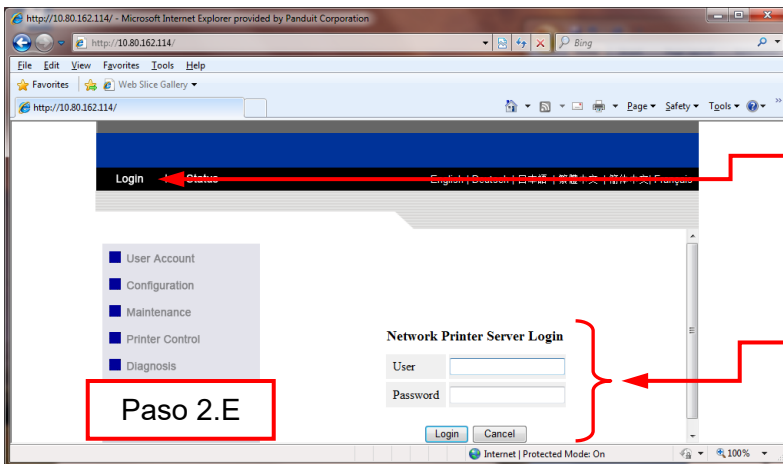 http://10.80.162.114/ - Microsoft Internet Explorer provided by Panduit Corporation
http://10.80.162.114/
Bing
File Edit View Favorites Tools Help
Favorites Web Slice Gallery
http://10.80.162.114/
Page Safety Tools
Login Status
English | Deutsch | 日本語 | 繁體中文 | 简体中文 | Français
User Account
Configuration
Maintenance
Printer Control
Diagnosis
Network Printer Server Login
User
Password
Login Cancel
Paso 2.E
Internet | Protected Mode: On
100%